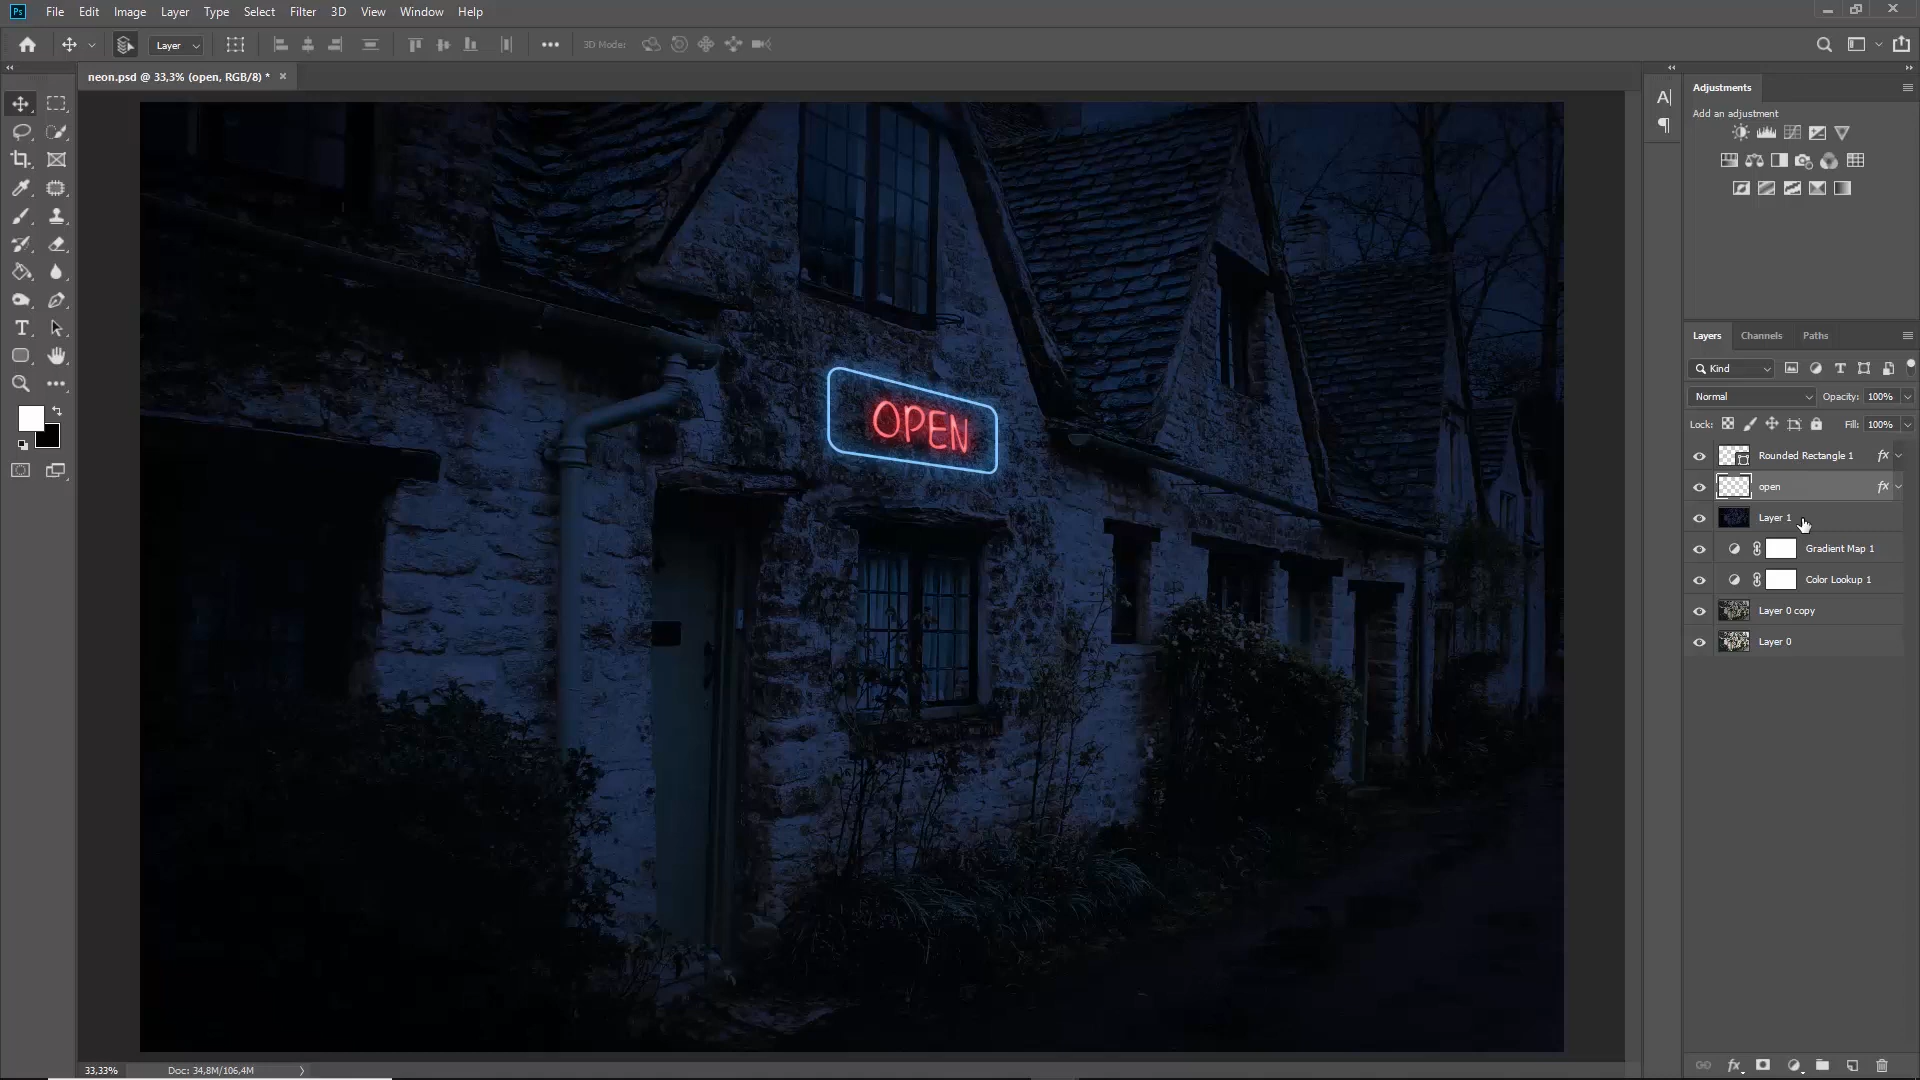 Ps File Edit Image Layer Type Select Filter 3D View Window Help
Layer 3D Mode:
neon.psd @ 33,3% (open, RGB/8) *
Adjustments
Add an adjustment
Layers Channels Paths
Kind
Normal Opacity: 100%
Lock: Fill: 100%
Rounded Rectangle 1 fx
open fx
Layer 1
Gradient Map 1
Color Lookup 1
Layer 0 copy
Layer 0
OPEN
33,33% Doc: 34,8M/106,4M
fx